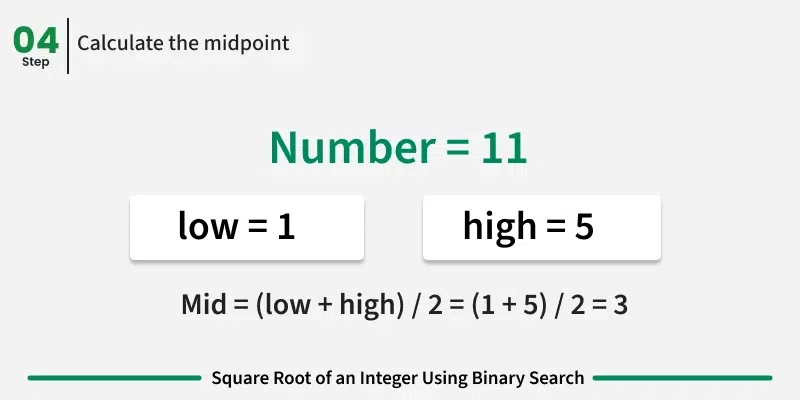 04
Step
Calculate the midpoint
Number = 11
low = 1
high = 5
Mid = (low + high) / 2 = (1 + 5) / 2 = 3
Square Root of an Integer Using Binary Search